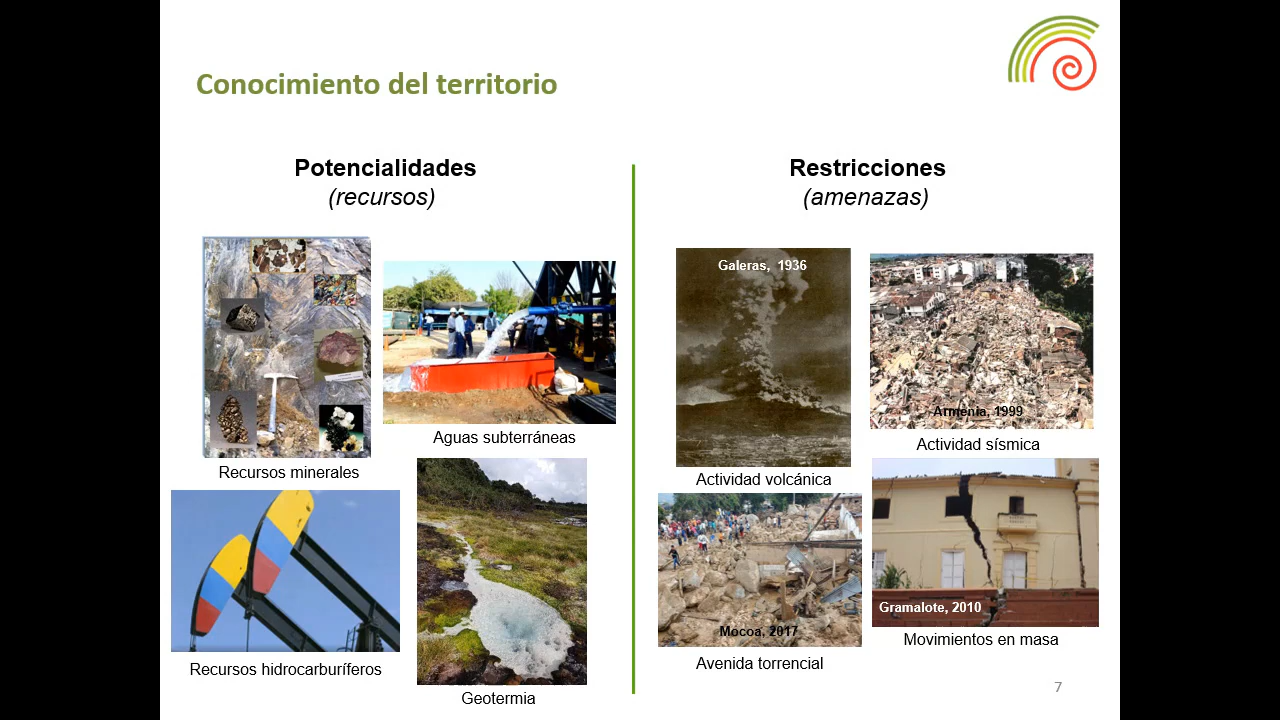 Conocimiento del territorio
Potencialidades
(recursos)
Recursos minerales
Aguas subterráneas
Recursos hidrocarburíferos
Geotermia
Restricciones
(amenazas)
Galeras, 1936
Actividad volcánica
Armenia, 1999
Actividad sísmica
Mocoa, 2017
Avenida torrencial
Gramalote, 2010
Movimientos en masa
7